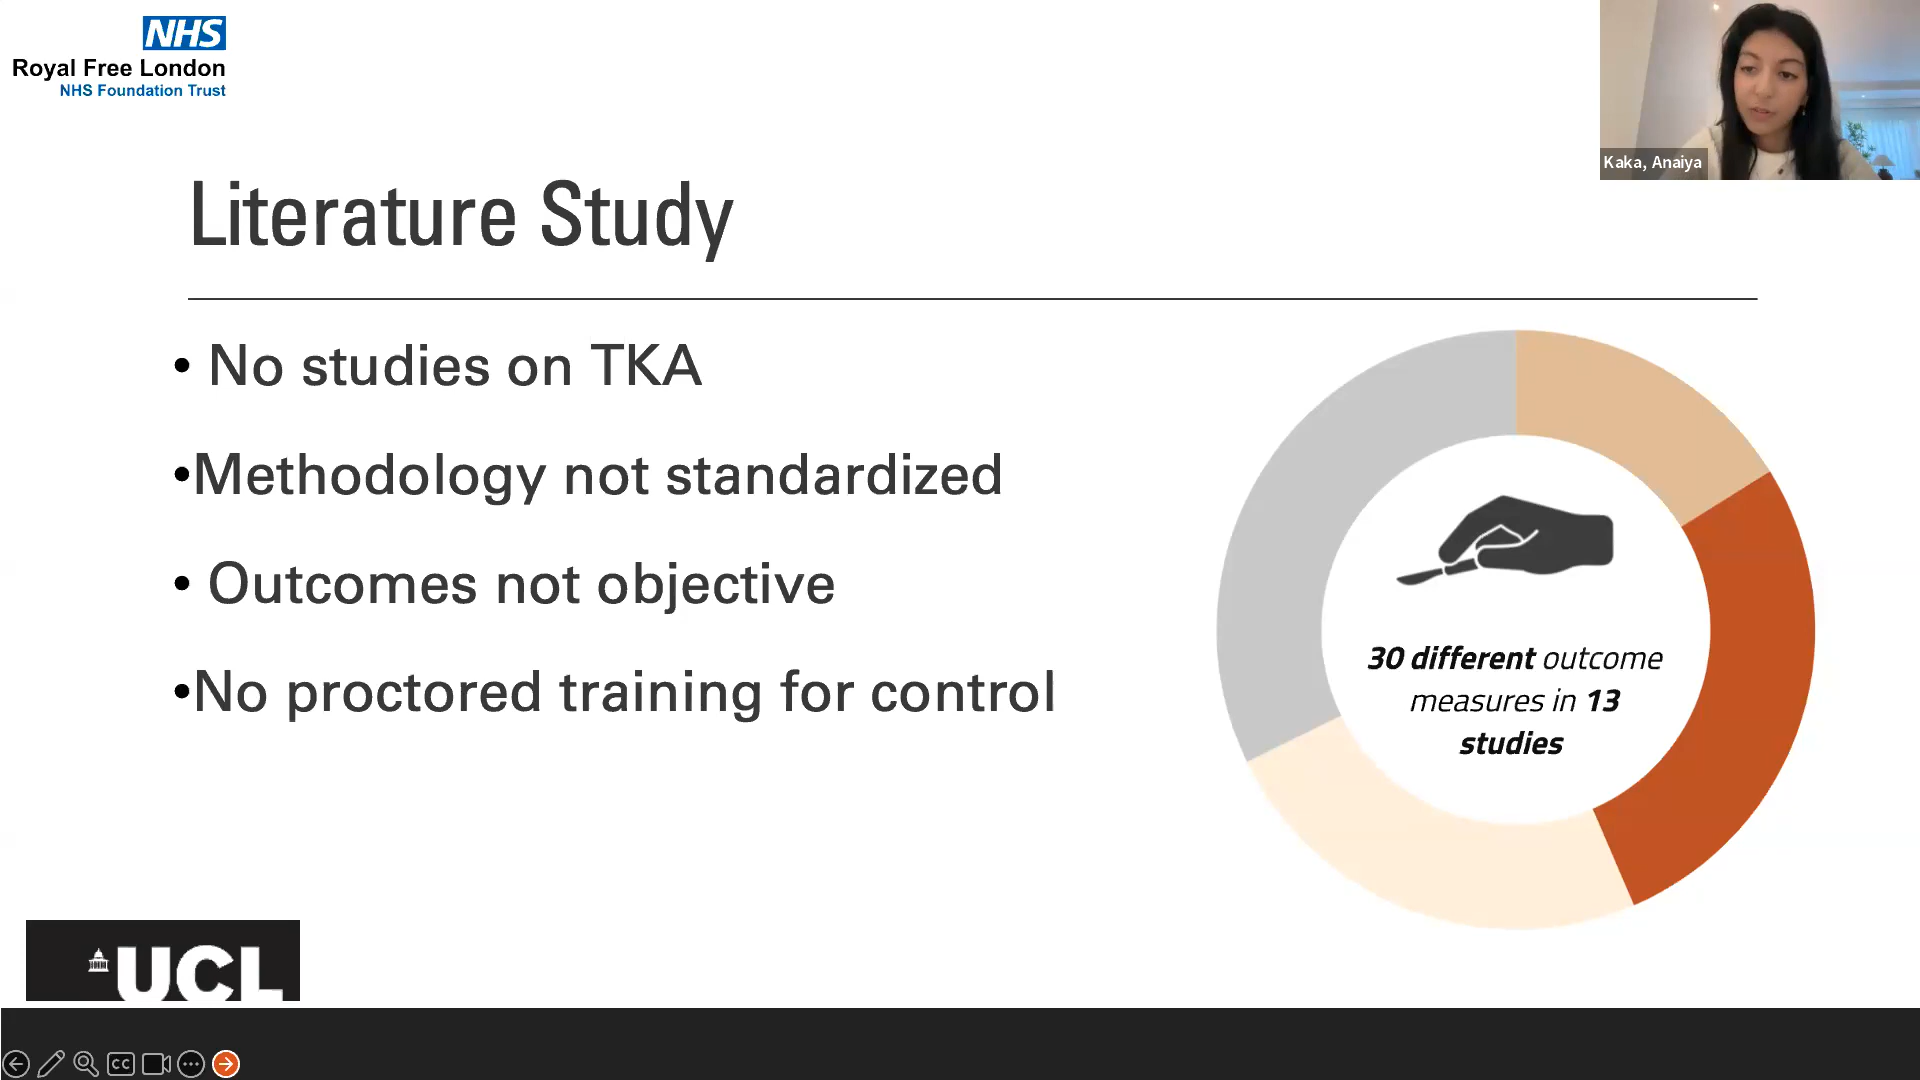 NHS
Royal Free London
NHS Foundation Trust
Kaka, Anaiya
Literature Study
• No studies on TKA
•Methodology not standardized
• Outcomes not objective
•No proctored training for control
30 different outcome
measures in 13
studies
UCL
CC